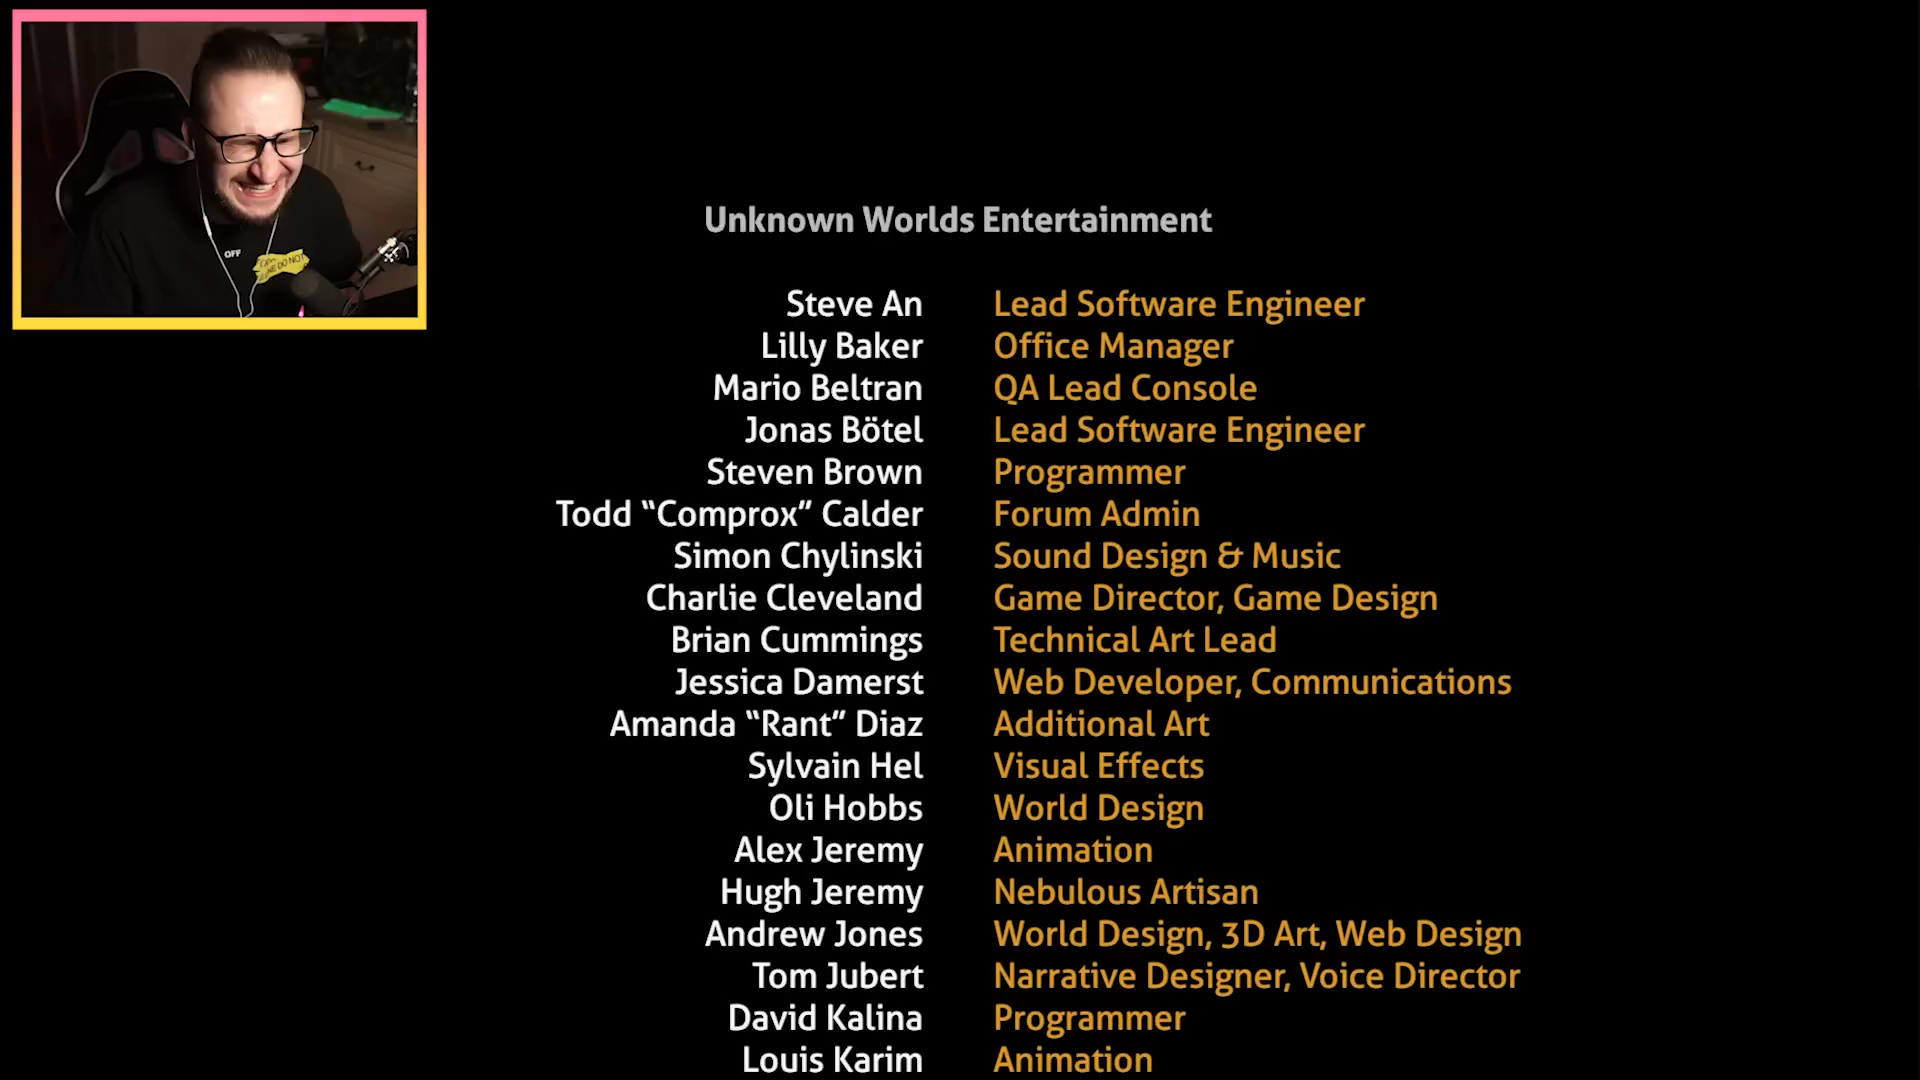 OFF
Unknown Worlds Entertainment
Steve An Lead Software Engineer
Lilly Baker Office Manager
Mario Beltran QA Lead Console
Jonas Bötel Lead Software Engineer
Steven Brown Programmer
Todd “Comprox” Calder Forum Admin
Simon Chylinski Sound Design & Music
Charlie Cleveland Game Director, Game Design
Brian Cummings Technical Art Lead
Jessica Damerst Web Developer, Communications
Amanda “Rant” Diaz Additional Art
Sylvain Hel Visual Effects
Oli Hobbs World Design
Alex Jeremy Animation
Hugh Jeremy Nebulous Artisan
Andrew Jones World Design, 3D Art, Web Design
Tom Jubert Narrative Designer, Voice Director
David Kalina Programmer
Louis Karim Animation